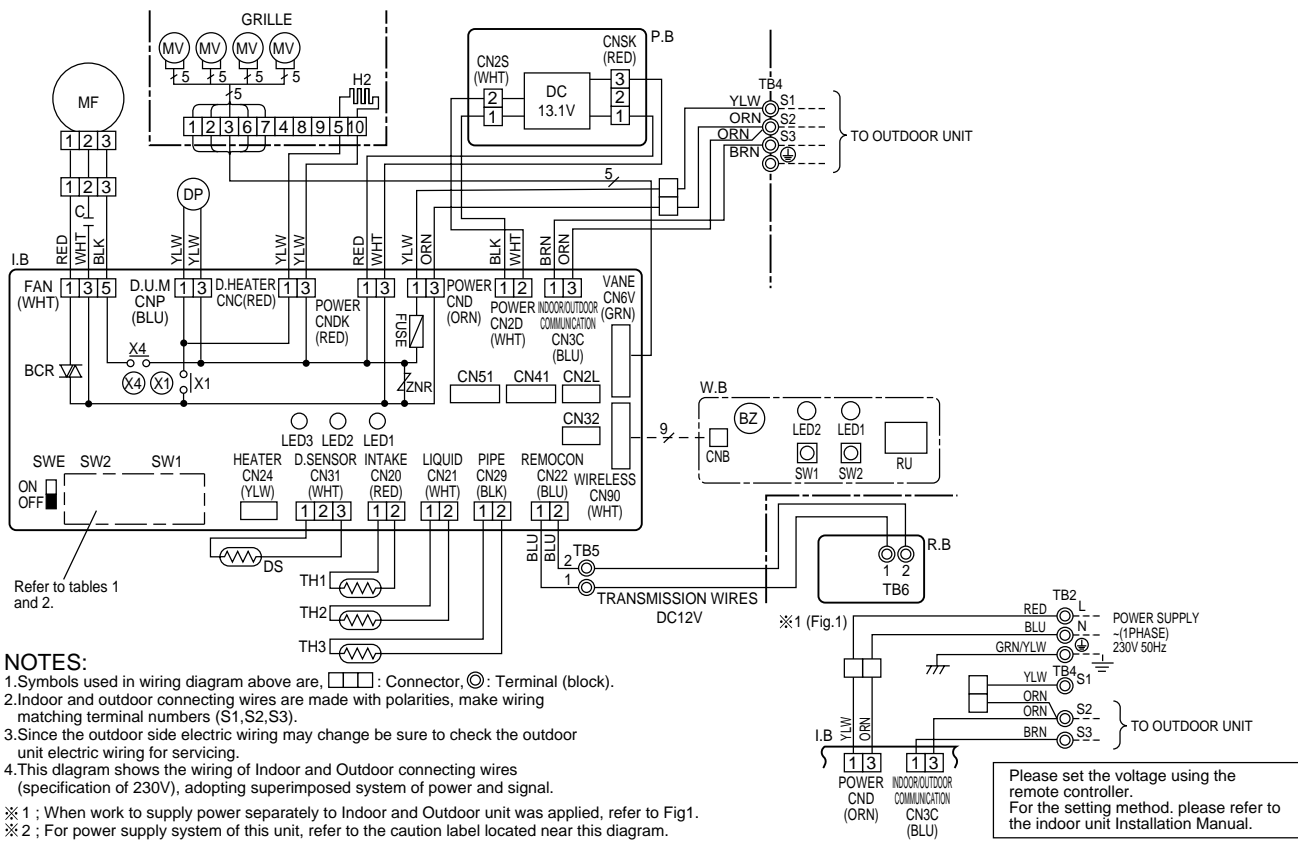 GRILLE
MV MV MV MV
5 5 5 5
5
H2
1 2 3 6 7 4 8 9 5 10
MF
1 2 3
1 2 3
C
DP
P.B
CNSK
(RED)
CN2S
(WHT)
DC
13.1V
2
1
3
2
1
TB4
YLW S1
ORN S2
ORN S3
BRN
TO OUTDOOR UNIT
5
I.B
RED WHT BLK YLW YLW YLW YLW RED WHT YLW ORN BLK WHT BRN ORN
FAN
(WHT)
1 3 5
D.U.M
CNP
(BLU)
1 3
D.HEATER
CNC(RED)
1 3
POWER
CNDK
(RED)
1 3
1 3
POWER
CND
(ORN)
FUSE
1 2
POWER
CN2D
(WHT)
1 3
INDOOR/OUTDOOR
COMMUNICATION
CN3C
(BLU)
VANE
CN6V
(GRN)
BCR
X4
X4 X1 X1
ZNR
CN51 CN41 CN2L
CN32
LED3 LED2 LED1
SWE SW2 SW1
ON
OFF
HEATER
CN24
(YLW)
D.SENSOR
CN31
(WHT)
1 2 3
INTAKE
CN20
(RED)
1 2
LIQUID
CN21
(WHT)
1 2
PIPE
CN29
(BLK)
1 2
REMOCON
CN22
(BLU)
1 2
WIRELESS
CN90
(WHT)
9
W.B
BZ
CNB
LED2 LED1
SW1 SW2
RU
Refer to tables 1
and 2.
DS
TH1
TH2
TH3
BLU BLU
2 TB5
1
TRANSMISSION WIRES
DC12V
R.B
1 2
TB6
※1 (Fig.1)
TB2
RED L
BLU N
GRN/YLW
POWER SUPPLY
~(1PHASE)
230V 50Hz
TB4
YLW S1
ORN
ORN S2
BRN S3
TO OUTDOOR UNIT
I.B YLW ORN
1 3 1 3
POWER
CND
(ORN)
INDOOR/OUTDOOR
COMMUNICATION
CN3C
(BLU)
NOTES:
1.Symbols used in wiring diagram above are, : Connector, : Terminal (block).
2.Indoor and outdoor connecting wires are made with polarities, make wiring
matching terminal numbers (S1,S2,S3).
3.Since the outdoor side electric wiring may change be sure to check the outdoor
unit electric wiring for servicing.
4.This diagram shows the wiring of Indoor and Outdoor connecting wires
(specification of 230V), adopting superimposed system of power and signal.
※1 ; When work to supply power separately to Indoor and Outdoor unit was applied, refer to Fig1.
※2 ; For power supply system of this unit, refer to the caution label located near this diagram.
Please set the voltage using the
remote controller.
For the setting method. please refer to
the indoor unit Installation Manual.